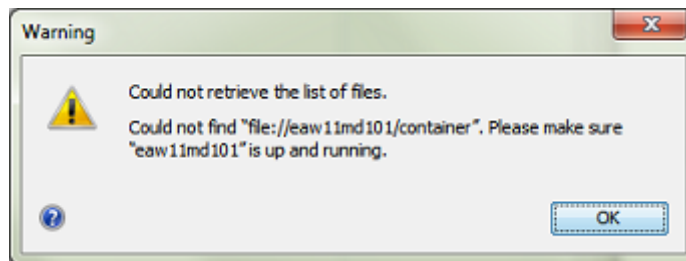 Warning
Could not retrieve the list of files.
Could not find "file://eaw11md101/container". Please make sure
"eaw11md101" is up and running.
OK